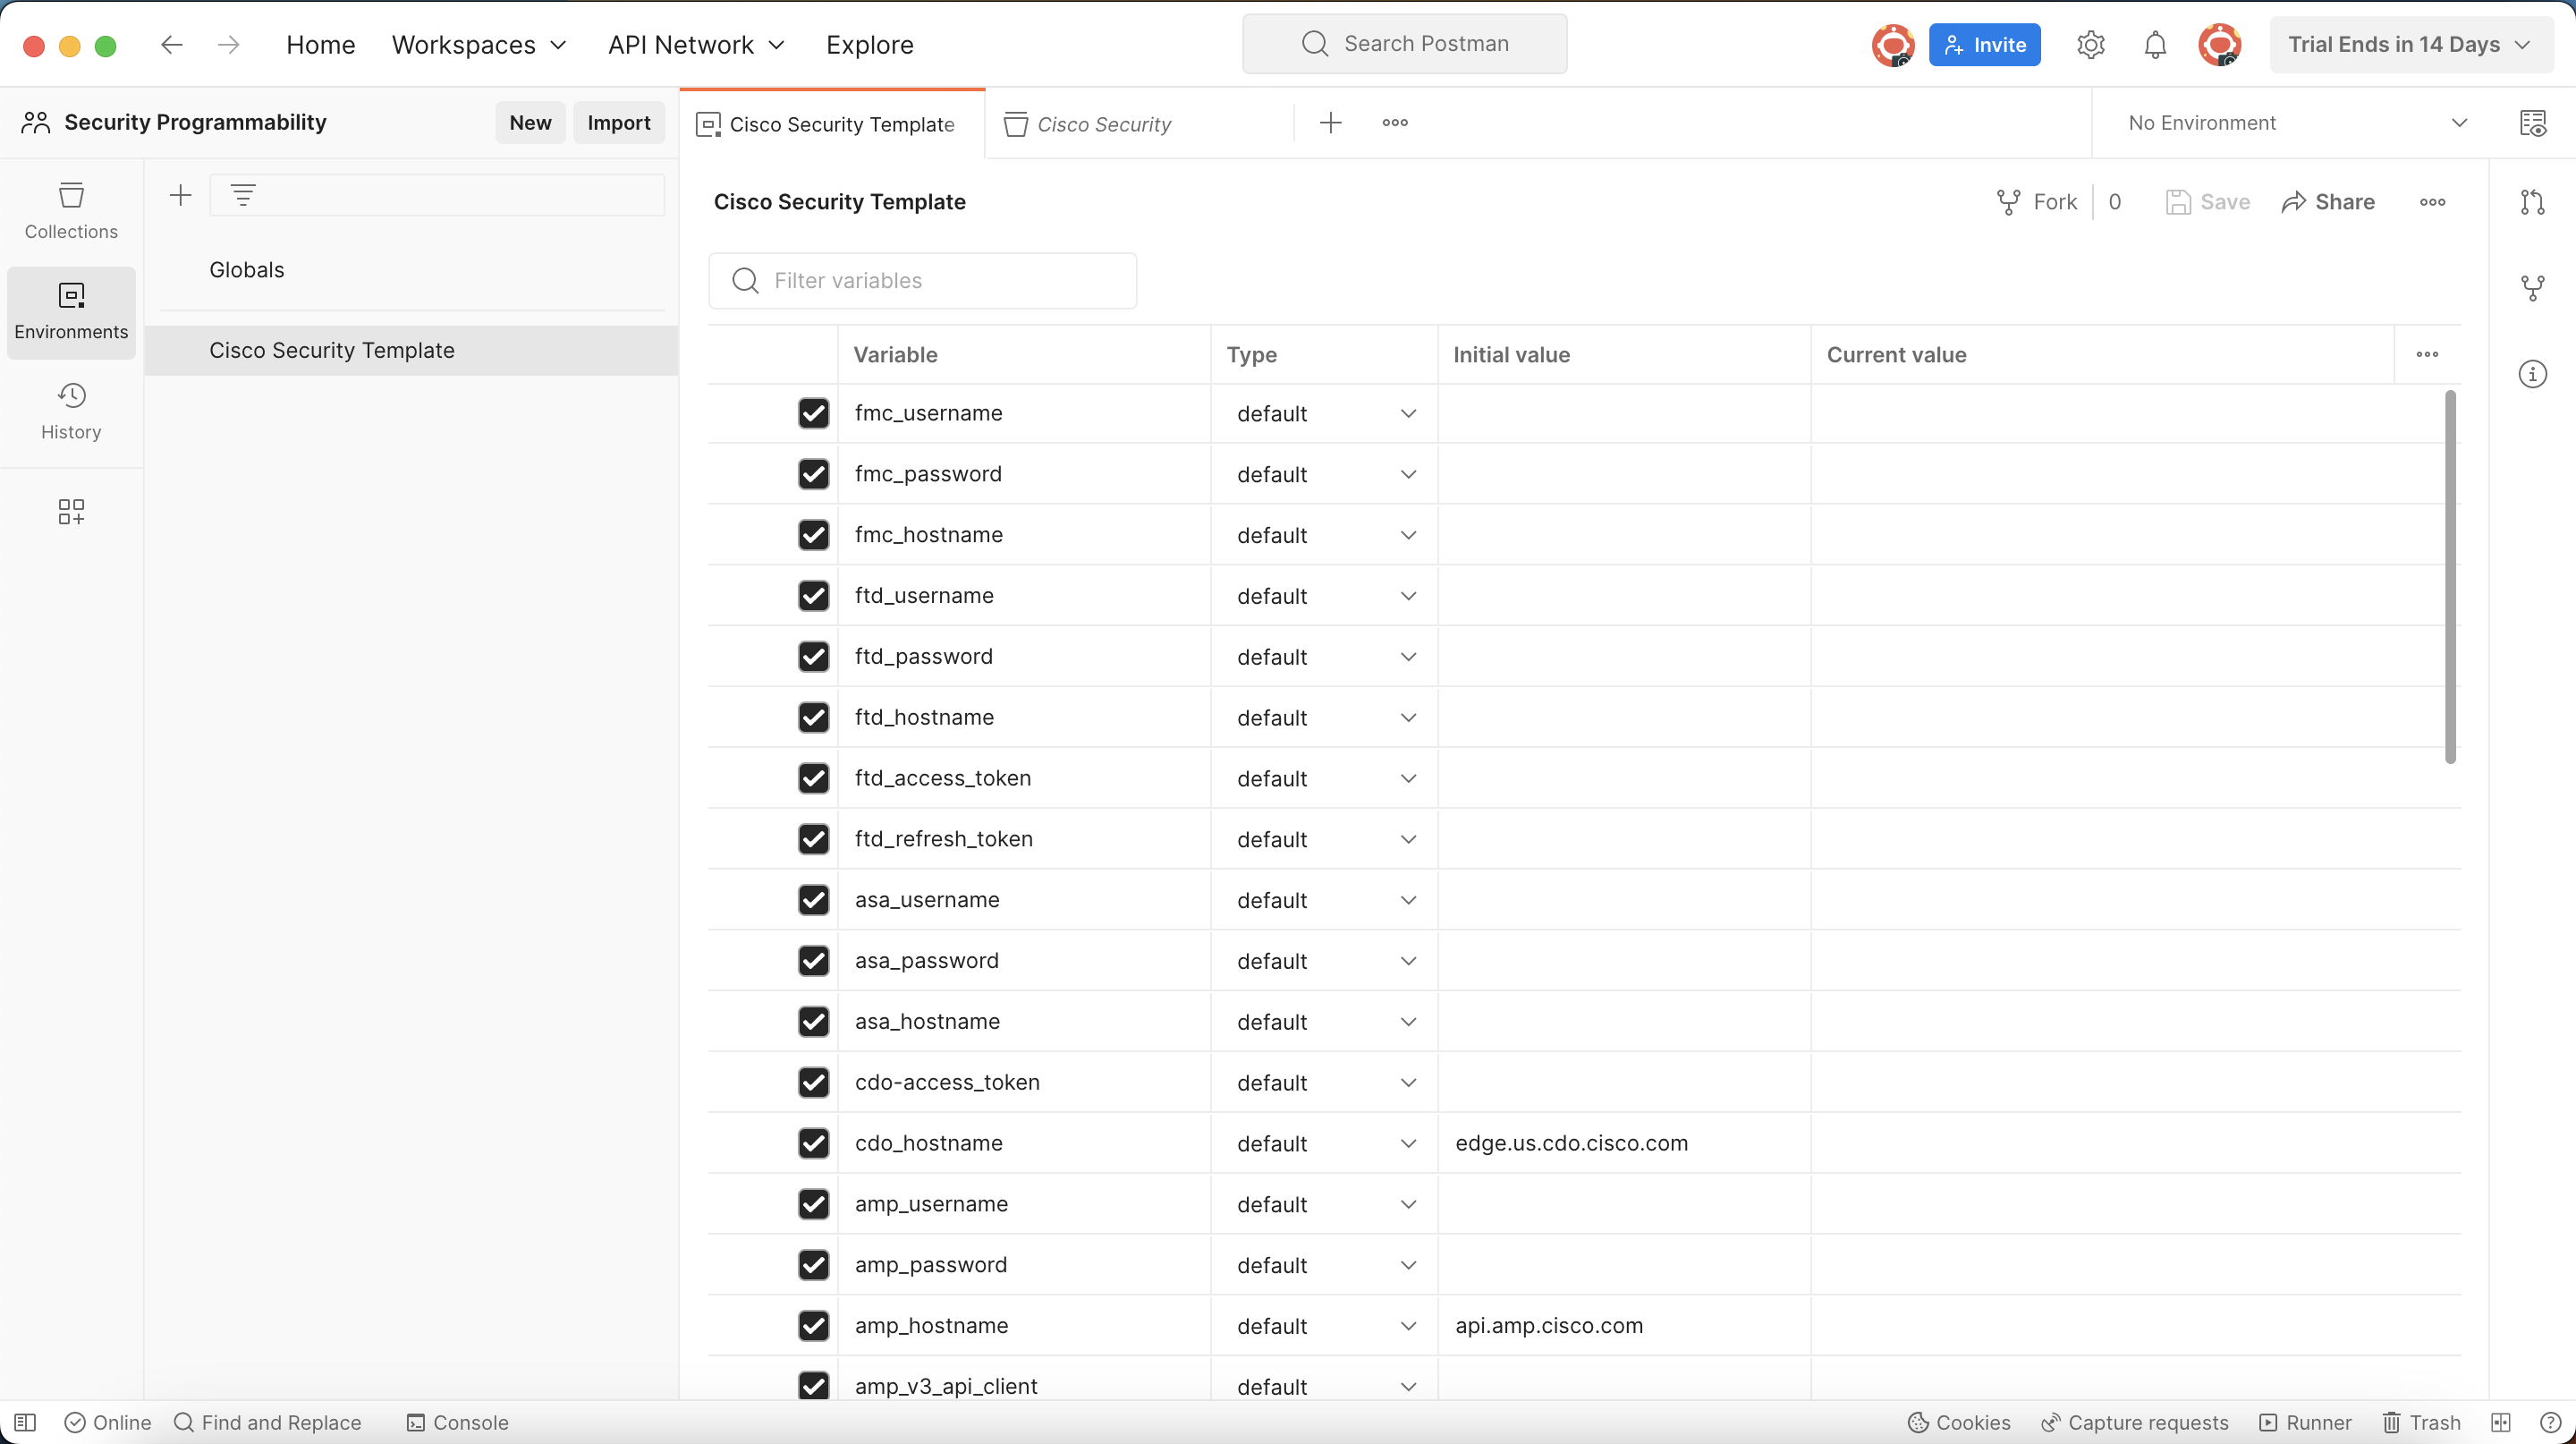 Home Workspaces API Network Explore Search Postman Invite Trial Ends in 14 Days
Security Programmability New Import Cisco Security Template Cisco Security No Environment
Collections
Environments
History
Globals
Cisco Security Template
Cisco Security Template Fork 0 Save Share
Filter variables
Variable Type Initial value Current value
fmc_username default
fmc_password default
fmc_hostname default
ftd_username default
ftd_password default
ftd_hostname default
ftd_access_token default
ftd_refresh_token default
asa_username default
asa_password default
asa_hostname default
cdo-access_token default
cdo_hostname default edge.us.cdo.cisco.com
amp_username default
amp_password default
amp_hostname default api.amp.cisco.com
amp_v3_api_client default
Online Find and Replace Console Cookies Capture requests Runner Trash